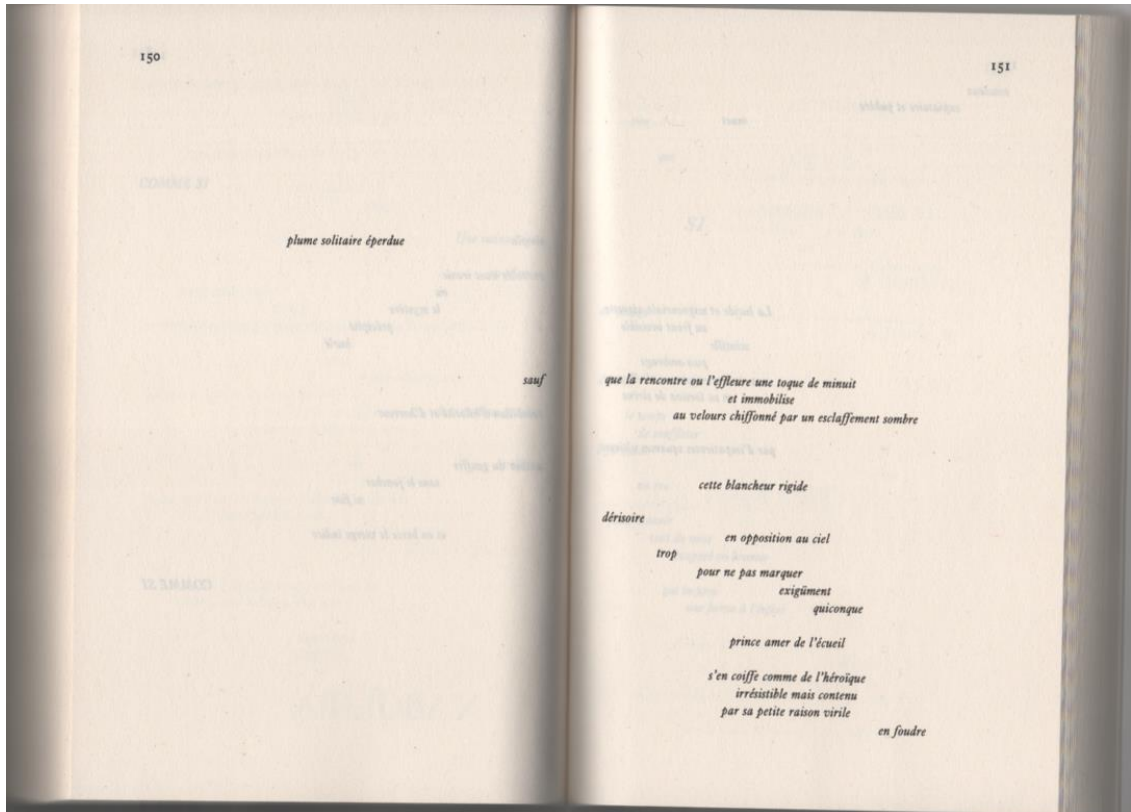 150
plume solitaire éperdue
sauf
151
que la rencontre ou l'effleure une toque de minuit
et immobilise
au velours chiffonné par un esclaffement sombre
cette blancheur rigide
dérisoire
en opposition au ciel
trop
pour ne pas marquer
exigüment
quiconque
prince amer de l'écueil
s'en coiffe comme de l'héroïque
irrésistible mais contenu
par sa petite raison virile
en foudre